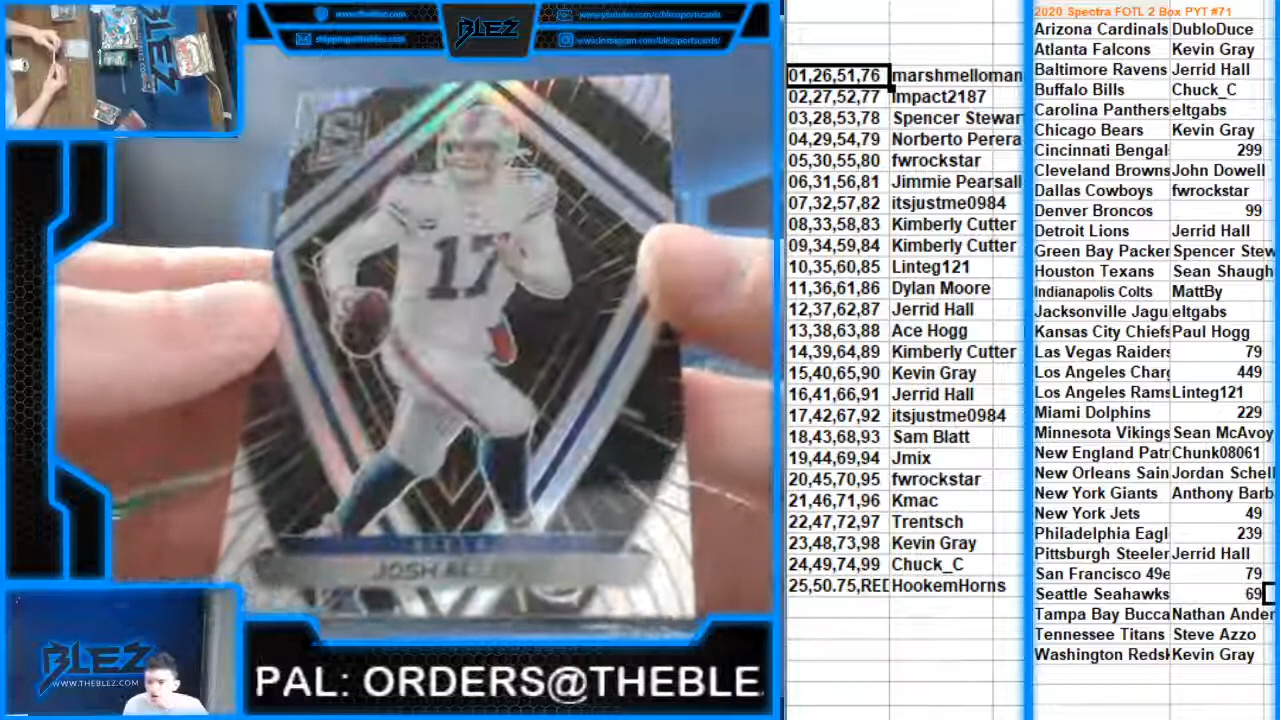 www.theblez.com
www.youtube.com/c/blezsportscards/
BLEZ
www.instagram.com/blezsportscards/
17
JOSH ALLEN
BLEZ
WWW.THEBLEZ.COM
PAL: ORDERS@THEBLE
01,26,51,76 marshmelloman
02,27,52,77 Impact2187
03,28,53,78 Spencer Stewar
04,29,54,79 Norberto Perera
05,30,55,80 fwrockstar
06,31,56,81 Jimmie Pearsall
07,32,57,82 itsjustme0984
08,33,58,83 Kimberly Cutter
09,34,59,84 Kimberly Cutter
10,35,60,85 Linteg121
11,36,61,86 Dylan Moore
12,37,62,87 Jerrid Hall
13,38,63,88 Ace Hogg
14,39,64,89 Kimberly Cutter
15,40,65,90 Kevin Gray
16,41,66,91 Jerrid Hall
17,42,67,92 itsjustme0984
18,43,68,93 Sam Blatt
19,44,69,94 Jmix
20,45,70,95 fwrockstar
21,46,71,96 Kmac
22,47,72,97 Trentsch
23,48,73,98 Kevin Gray
24,49,74,99 Chuck_C
25,50.75,RED HookemHorns
2020 Spectra FOTL 2 Box PYT #71
Arizona Cardinals DubloDuce
Atlanta Falcons Kevin Gray
Baltimore Ravens Jerrid Hall
Buffalo Bills Chuck_C
Carolina Panthers eltgabs
Chicago Bears Kevin Gray
Cincinnati Bengal 299
Cleveland Browns John Dowell
Dallas Cowboys fwrockstar
Denver Broncos 99
Detroit Lions Jerrid Hall
Green Bay Packer Spencer Stew
Houston Texans Sean Shaugh
Indianapolis Colts MattBy
Jacksonville Jagu eltgabs
Kansas City Chiefs Paul Hogg
Las Vegas Raiders 79
Los Angeles Charg 449
Los Angeles Rams Linteg121
Miami Dolphins 229
Minnesota Vikings Sean McAvoy
New England Patr Chunk08061
New Orleans Sain Jordan Schell
New York Giants Anthony Barb
New York Jets 49
Philadelphia Eagl 239
Pittsburgh Steeler Jerrid Hall
San Francisco 49e 79
Seattle Seahawks 69
Tampa Bay Bucca Nathan Ander
Tennessee Titans Steve Azzo
Washington Redsk Kevin Gray